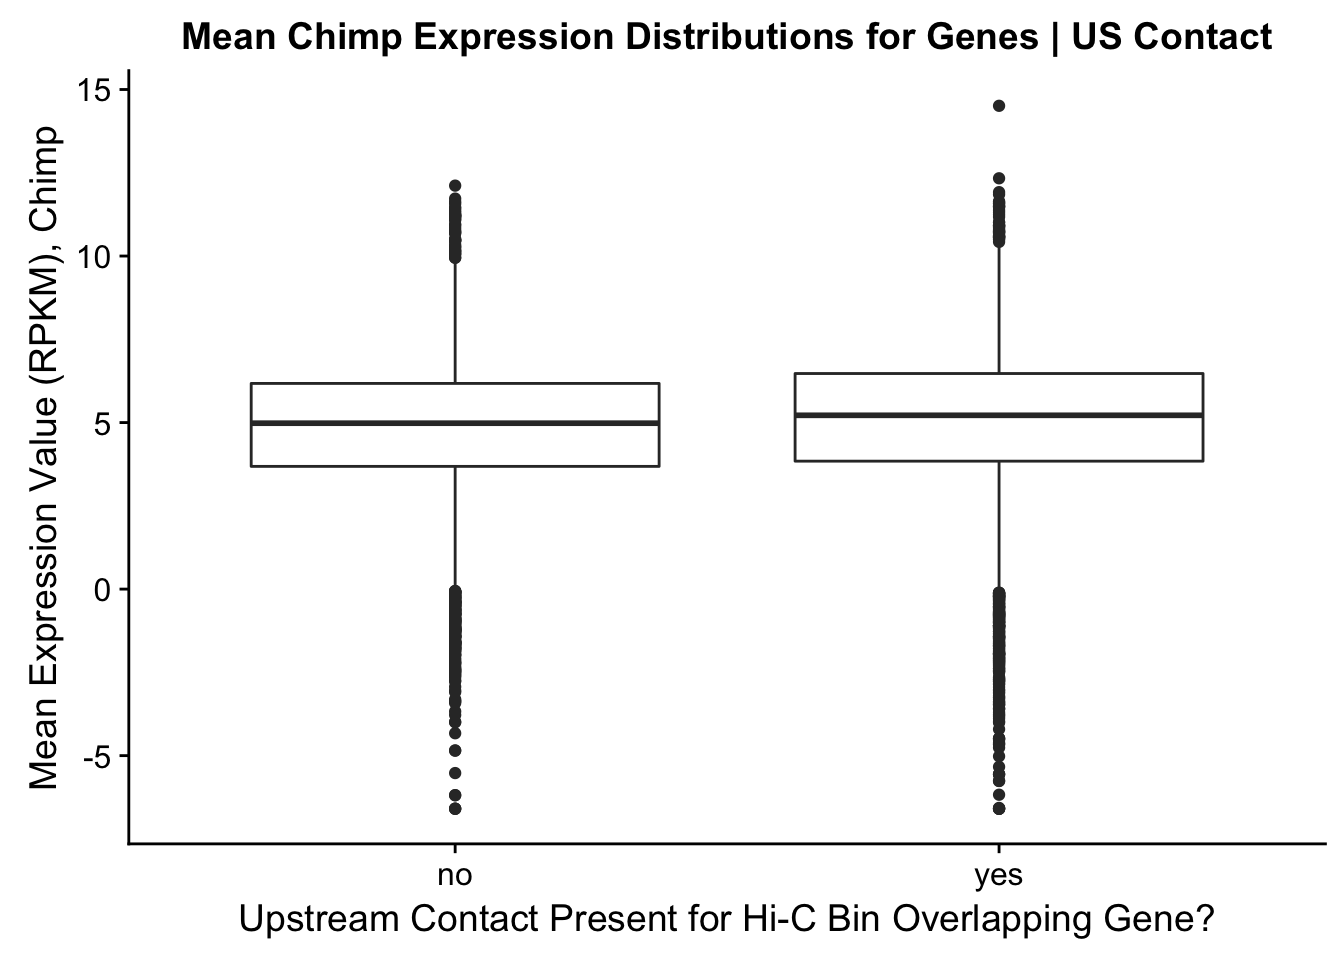 Mean Chimp Expression Distributions for Genes | US Contact
Mean Expression Value (RPKM), Chimp
15
10
5
0
-5
no
yes
Upstream Contact Present for Hi-C Bin Overlapping Gene?